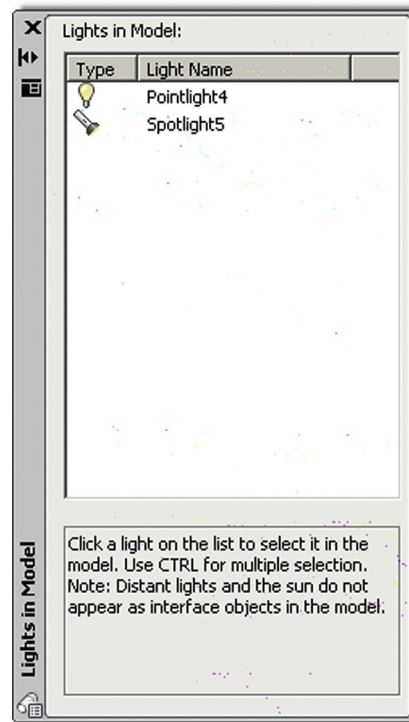 Lights in Model:
Type Light Name
Pointlight4
Spotlight5
Click a light on the list to select it in the
model. Use CTRL for multiple selection.
Note: Distant lights and the sun do not
appear as interface objects in the model.
Lights in Model